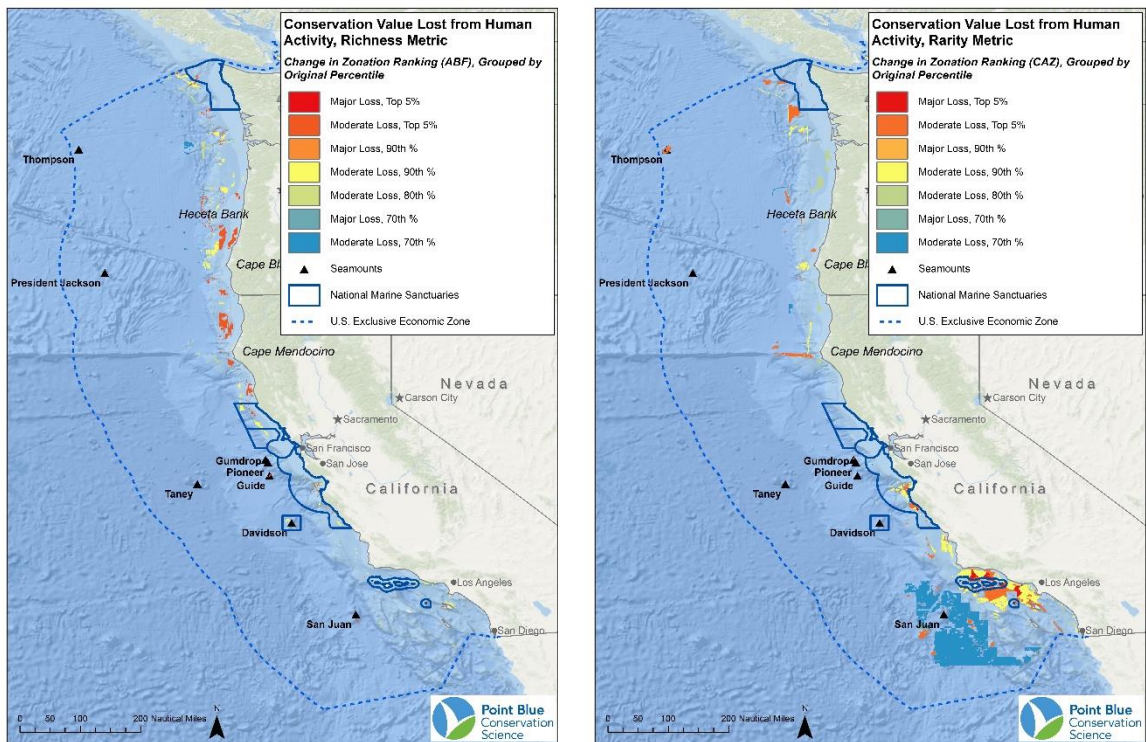 Conservation Value Lost from Human
Activity, Richness Metric
Change in Zonation Ranking (ABF), Grouped by
Original Percentile
Major Loss, Top 5%
Moderate Loss, Top 5%
Major Loss, 90th %
Moderate Loss, 90th %
Moderate Loss, 80th %
Major Loss, 70th %
Moderate Loss, 70th %
Seamounts
National Marine Sanctuaries
U.S. Exclusive Economic Zone
Thompson
Heceta Bank
President Jackson
Cape Bl
Cape Mendocino
Nevada
Carson City
Sacramento
San Francisco
San Jose
Gumdrop
Pioneer
Guide
Taney
California
Davidson
Los Angeles
San Juan
San Diego
0 50 100 200 Nautical Miles
N
Point Blue
Conservation
Science
Conservation Value Lost from Human
Activity, Rarity Metric
Change in Zonation Ranking (CAZ), Grouped by
Original Percentile
Major Loss, Top 5%
Moderate Loss, Top 5%
Major Loss, 90th %
Moderate Loss, 90th %
Moderate Loss, 80th %
Major Loss, 70th %
Moderate Loss, 70th %
Seamounts
National Marine Sanctuaries
U.S. Exclusive Economic Zone
Thompson
Heceta Bank
President Jackson
Cape Bl
Cape Mendocino
Nevada
Carson City
Sacramento
San Francisco
San Jose
Gumdrop
Pioneer
Guide
Taney
California
Davidson
Los Angeles
San Juan
San Diego
0 50 100 200 Nautical Miles
N
Point Blue
Conservation
Science